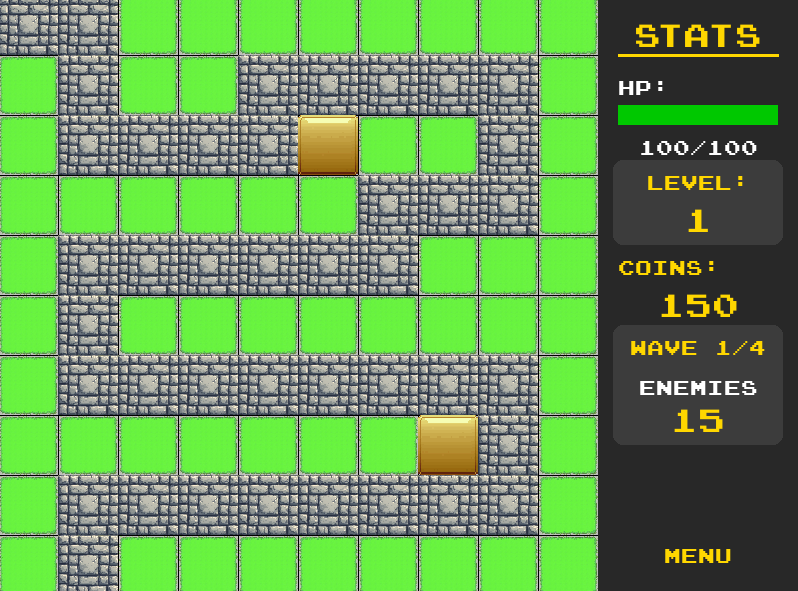 STATS
HP:
100/100
LEVEL:
1
COINS:
150
WAVE 1/4
ENEMIES
15
MENU